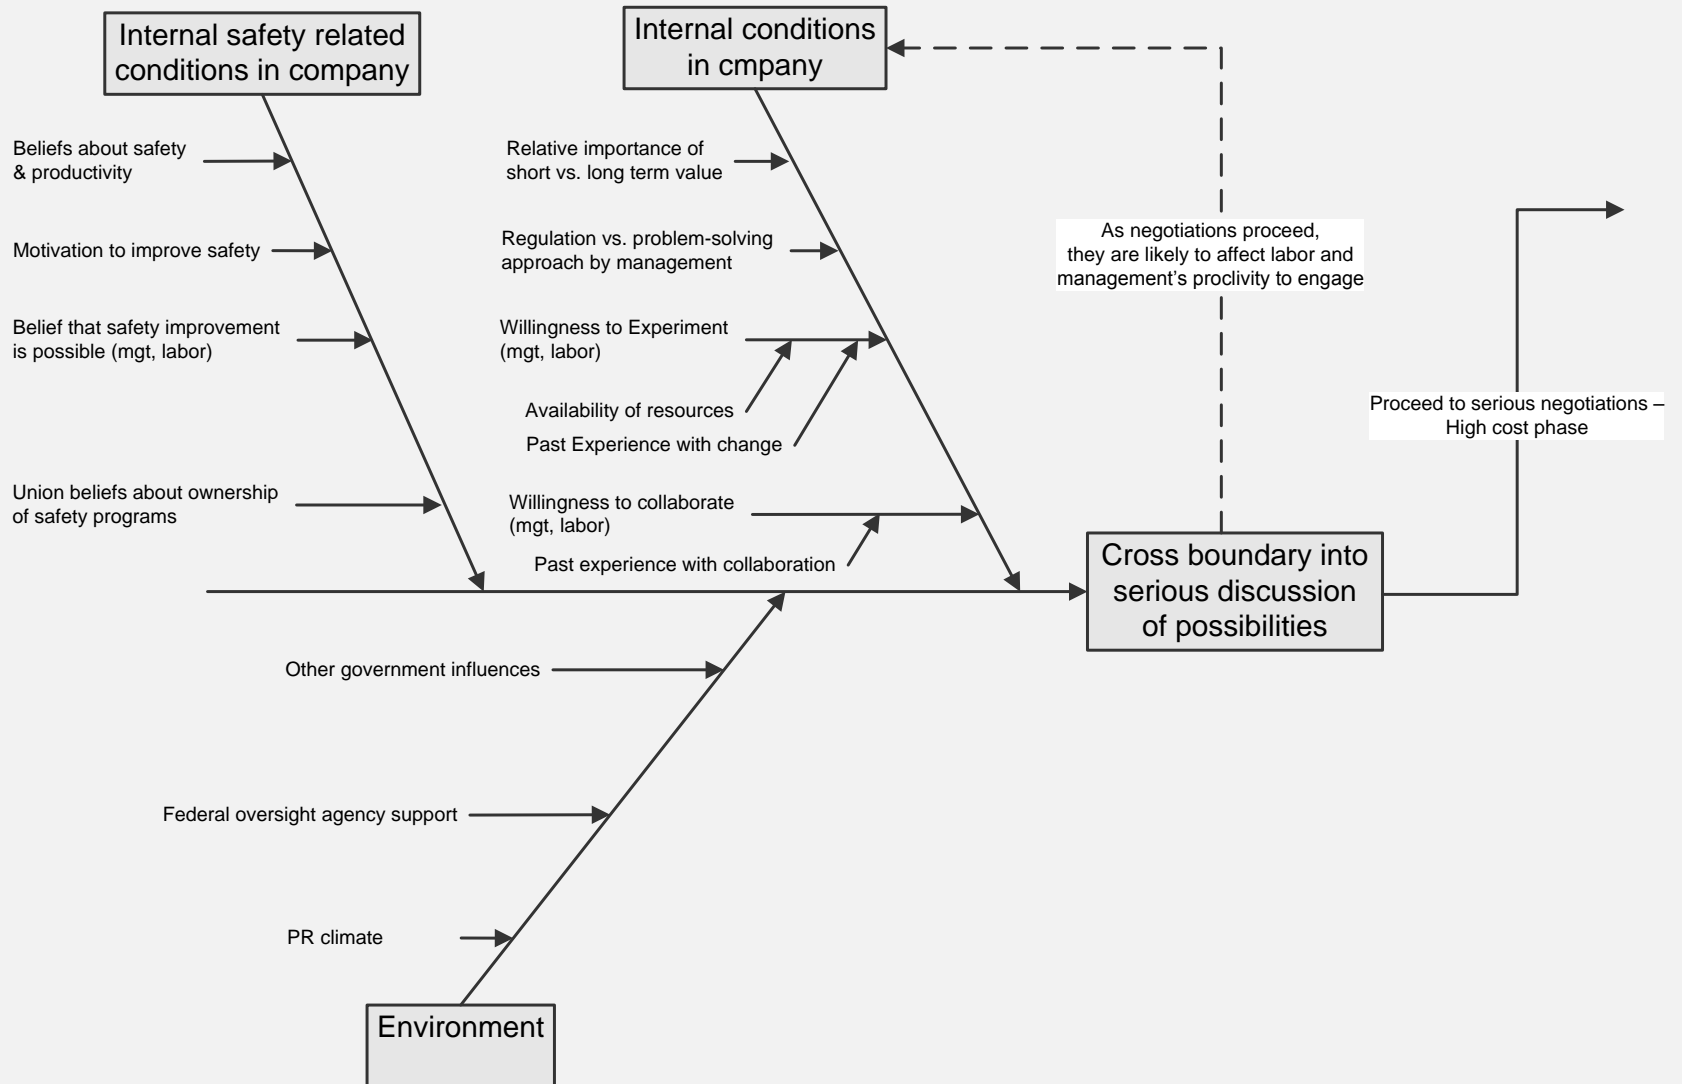 Internal safety related
conditions in company
Internal conditions
in cmpany
Beliefs about safety
& productivity
Motivation to improve safety
Belief that safety improvement
is possible (mgt, labor)
Union beliefs about ownership
of safety programs
Relative importance of
short vs. long term value
Regulation vs. problem-solving
approach by management
Willingness to Experiment
(mgt, labor)
Availability of resources
Past Experience with change
Willingness to collaborate
(mgt, labor)
Past experience with collaboration
As negotiations proceed,
they are likely to affect labor and
management’s proclivity to engage
Proceed to serious negotiations –
High cost phase
Cross boundary into
serious discussion
of possibilities
Other government influences
Federal oversight agency support
PR climate
Environment